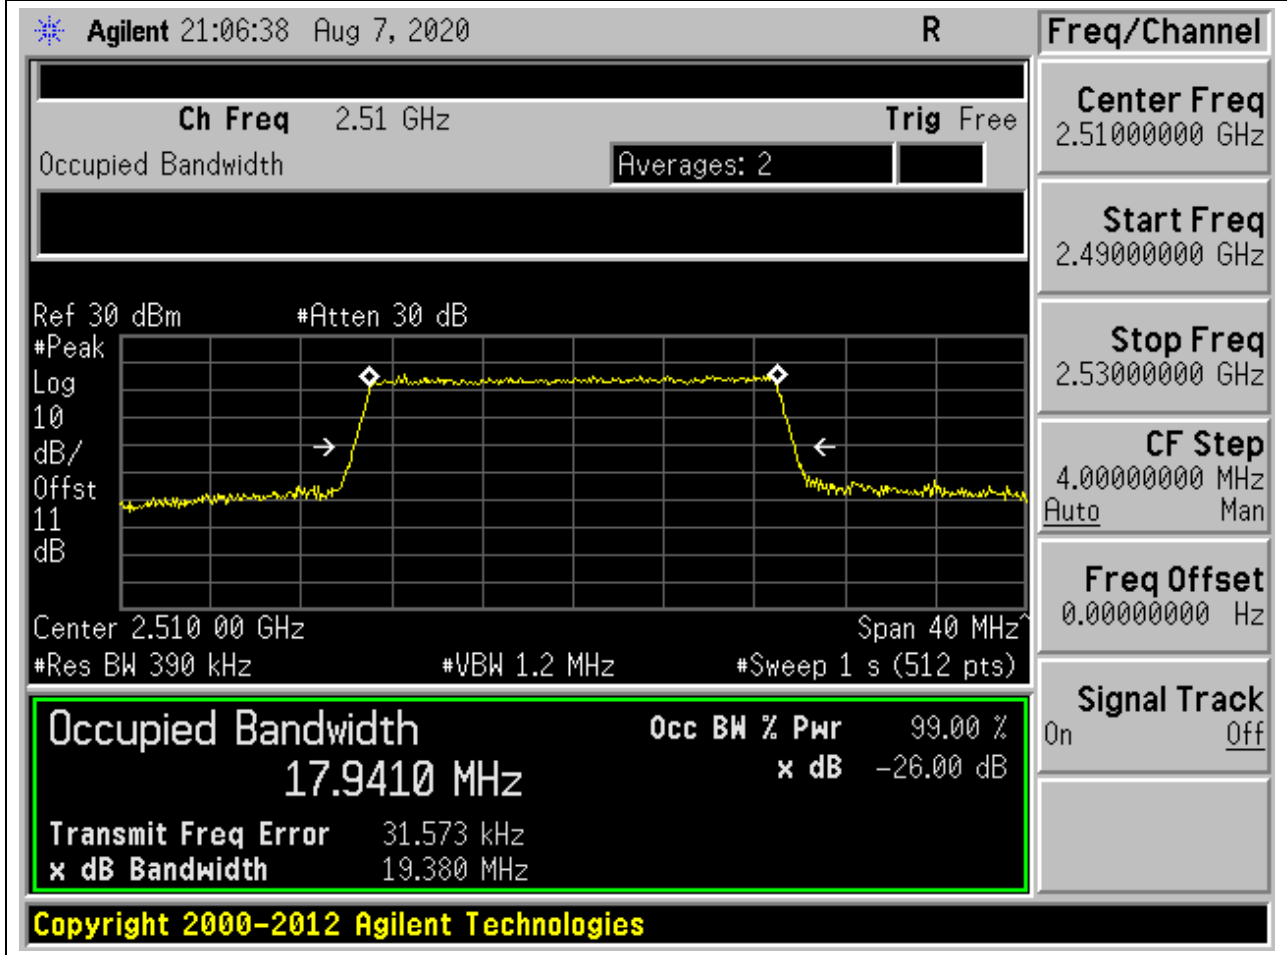 Agilent 21:06:38 Aug 7, 2020 R
Freq/Channel
Ch Freq 2.51 GHz Trig Free
Occupied Bandwidth Averages: 2
Center Freq
2.51000000 GHz
Start Freq
2.49000000 GHz
Stop Freq
2.53000000 GHz
CF Step
4.00000000 MHz
Auto Man
Freq Offset
0.00000000 Hz
Signal Track
On Off
Ref 30 dBm #Atten 30 dB
#Peak
Log
10
dB/
Offst
11
dB
Center 2.510 00 GHz Span 40 MHz^
#Res BW 390 kHz #VBW 1.2 MHz #Sweep 1 s (512 pts)
Occupied Bandwidth
17.9410 MHz
Occ BW % Pwr 99.00 %
x dB -26.00 dB
Transmit Freq Error 31.573 kHz
x dB Bandwidth 19.380 MHz
Copyright 2000-2012 Agilent Technologies